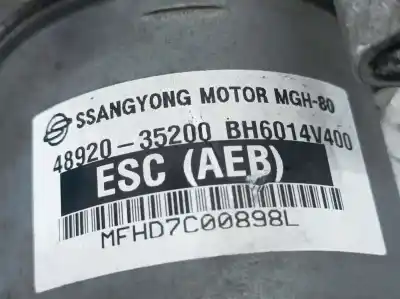 SSANGYONG MOTOR MGH-80
48920-35200 BH6014V400
ESC (AEB)
MFHD7C00898L